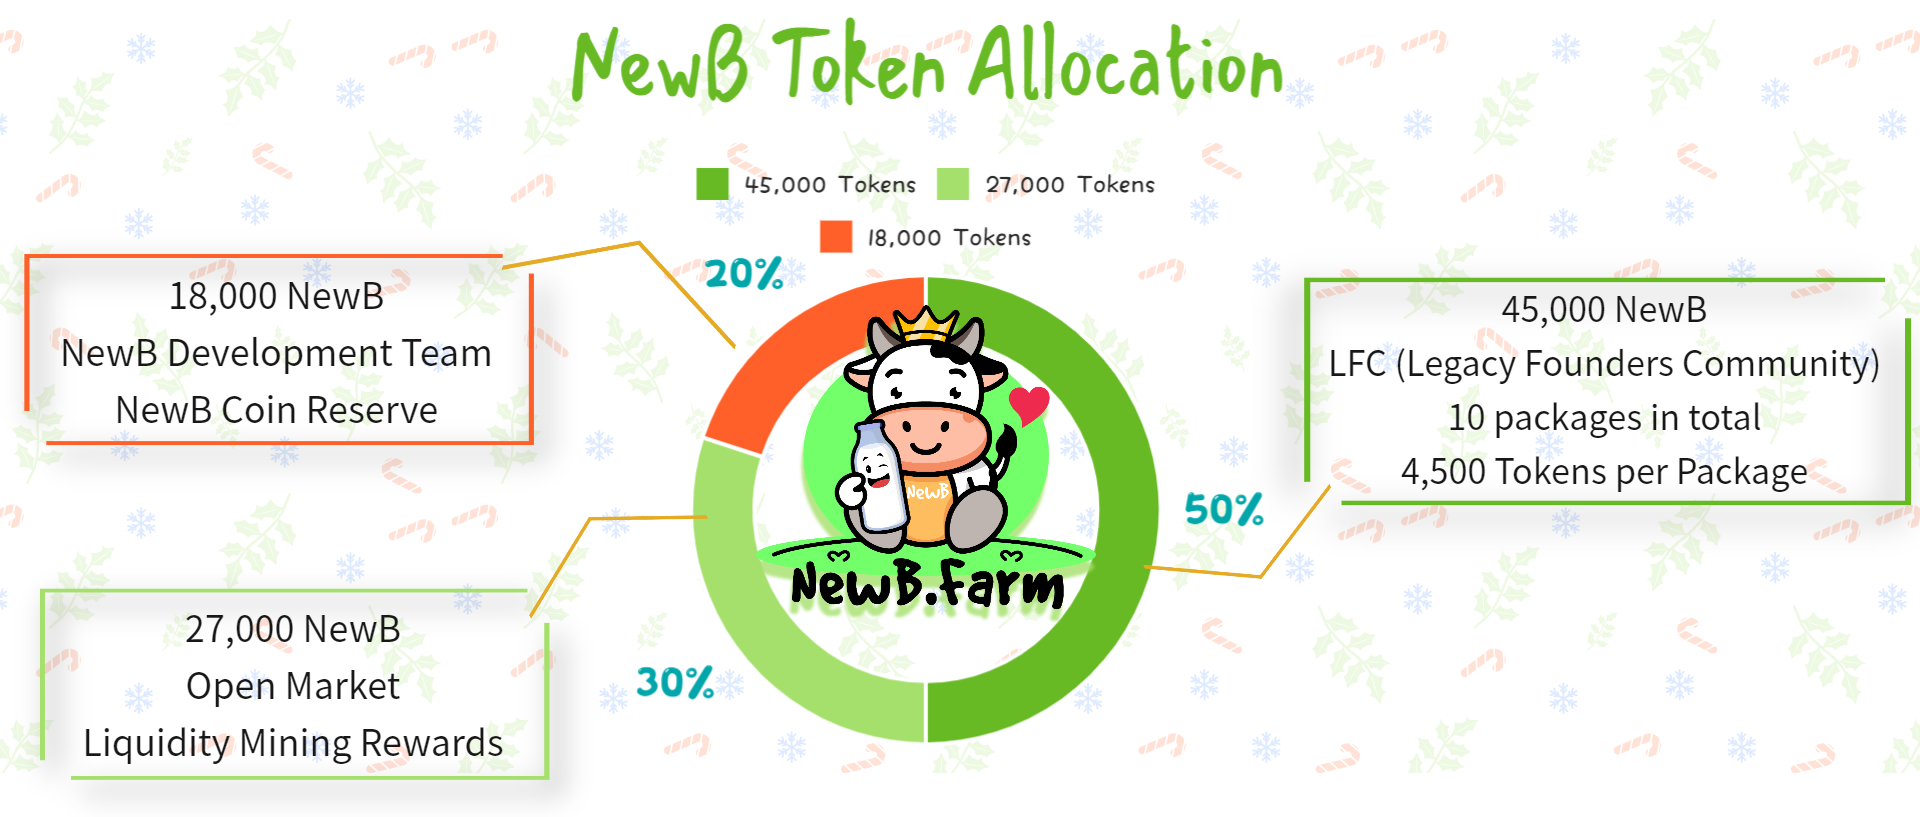 NewB Token Allocation
45,000 Tokens
27,000 Tokens
18,000 Tokens
20%
18,000 NewB
NewB Development Team
NewB Coin Reserve
45,000 NewB
LFC (Legacy Founders Community)
10 packages in total
4,500 Tokens per Package
NewB
50%
NewB.Farm
27,000 NewB
Open Market
Liquidity Mining Rewards
30%